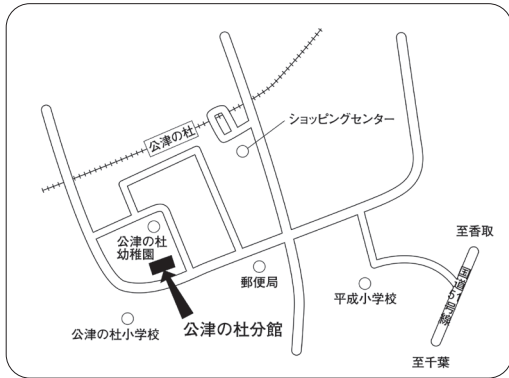 公津の杜
ショッピングセンター
公津の杜
幼稚園
郵便局
平成小学校
至香取
国道51号線
至千葉
公津の杜小学校
公津の杜分館